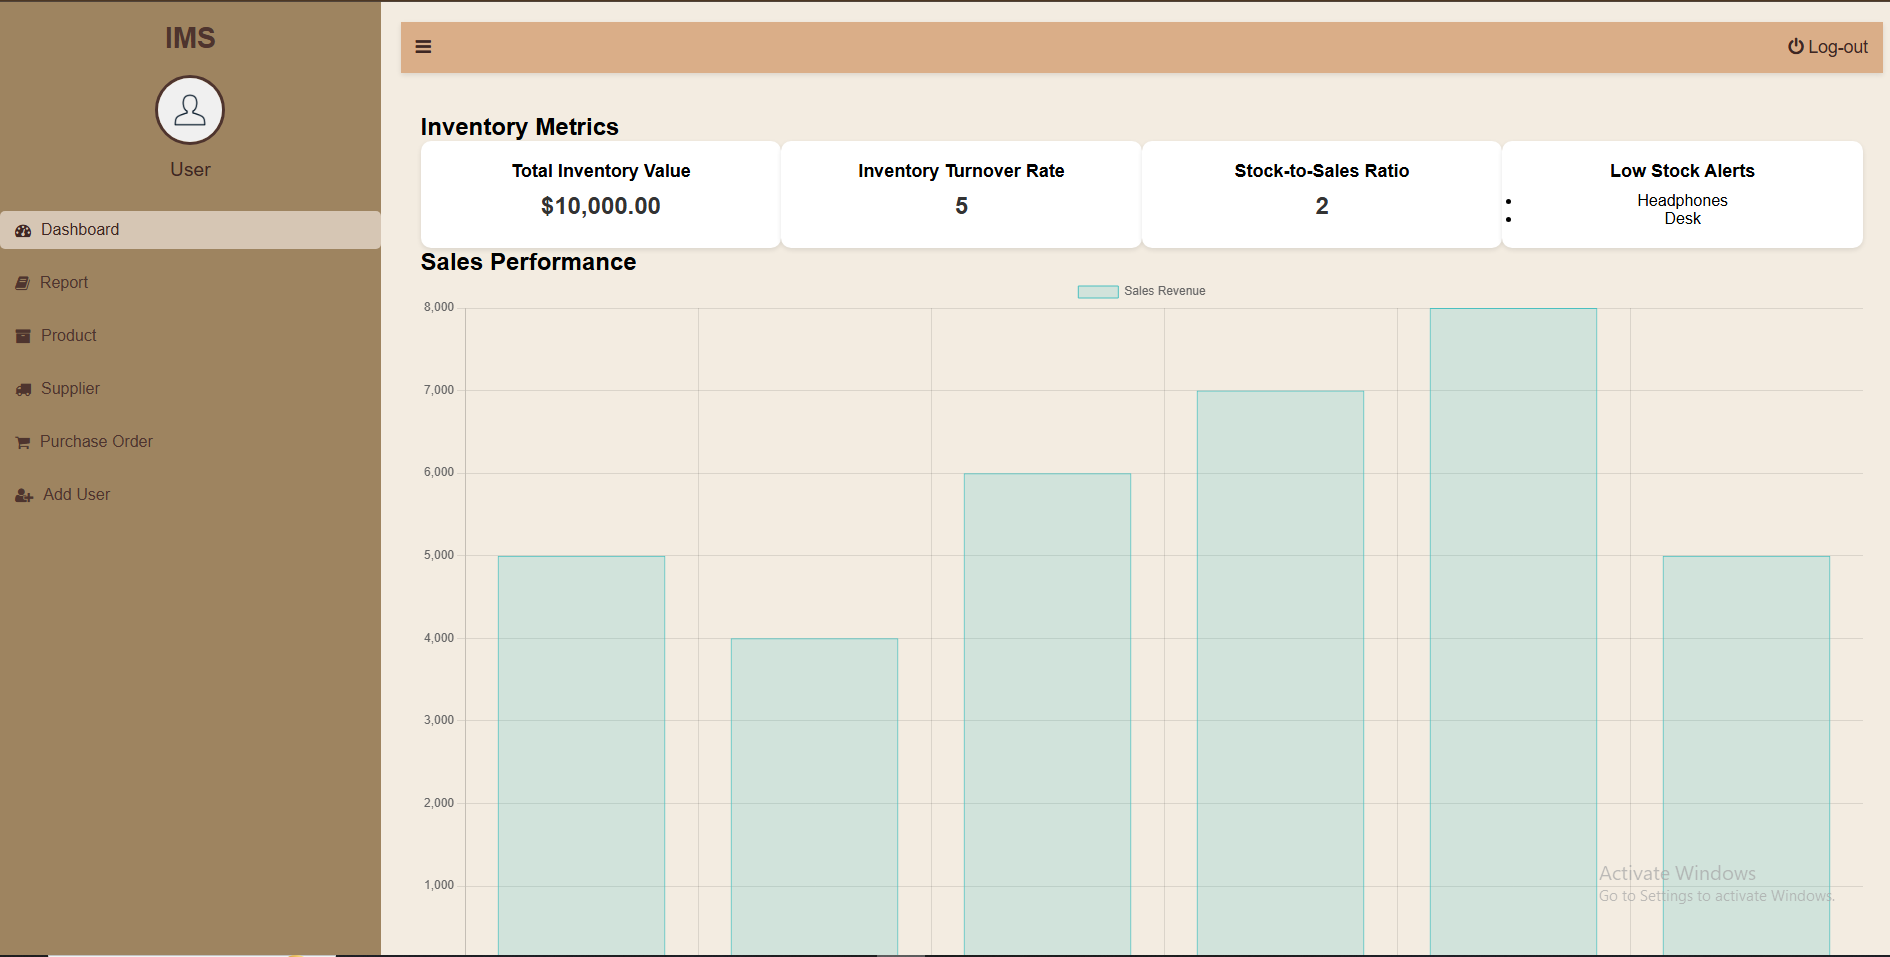 IMS
User
Dashboard
Report
Product
Supplier
Purchase Order
Add User
Log-out
Inventory Metrics
Total Inventory Value
$10,000.00
Inventory Turnover Rate
5
Stock-to-Sales Ratio
2
Low Stock Alerts
Headphones
Desk
Sales Performance
Sales Revenue
8,000
7,000
6,000
5,000
4,000
3,000
2,000
1,000
Activate Windows
Go to Settings to activate Windows.